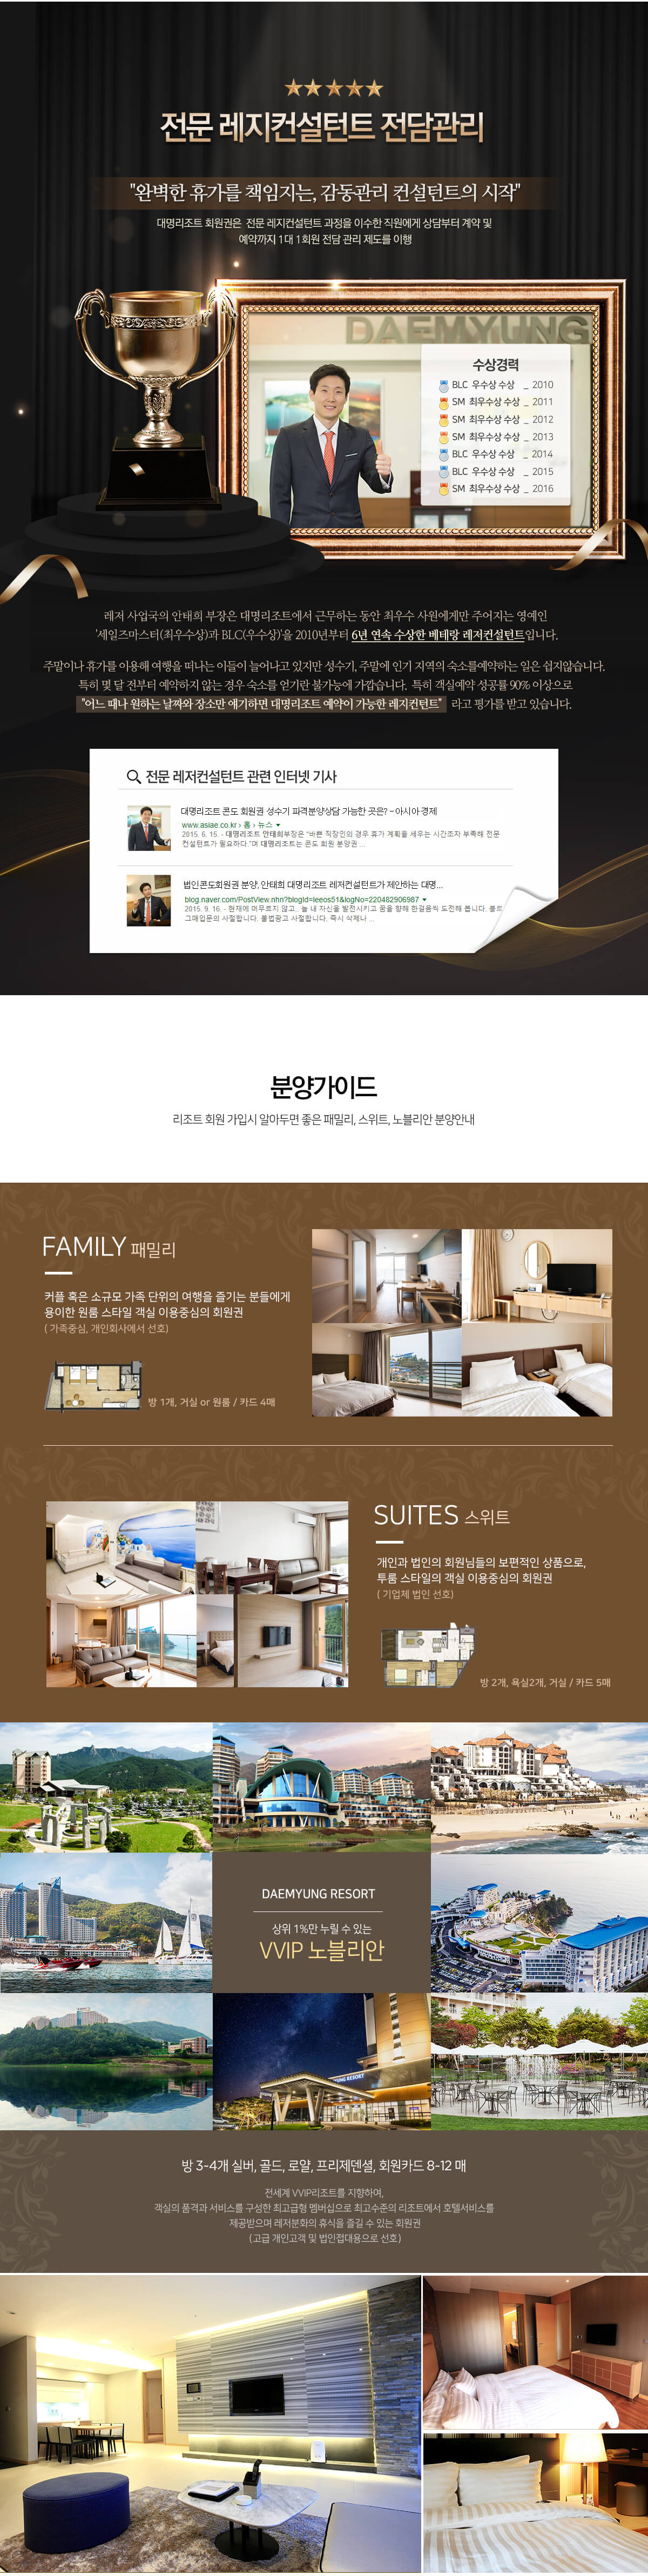 전문 레지컨설턴트 전담관리
"완벽한 휴가를 책임지는, 감동관리 컨설턴트의 시작"
대명리조트 회원권은 전문 레지컨설턴트 과정을 이수한 직원에게 상담부터 계약 및
예약까지 1대 1회원 전담 관리 제도를 이행
DAEMYUNG
수상경력
BLC 우수상 수상 _ 2010
SM 최우수상 수상 _ 2011
SM 최우수상 수상 _ 2012
SM 최우수상 수상 _ 2013
BLC 우수상 수상 _ 2014
BLC 우수상 수상 _ 2015
SM 최우수상 수상 _ 2016
레저 사업국의 안태희 부장은 대명리조트에서 근무하는 동안 최우수 사원에게만 주어지는 영예인
'세일즈마스터(최우수상)과 BLC(우수상)'을 2010년부터 6년 연속 수상한 베테랑 레저컨설턴트입니다.
주말이나 휴가를 이용해 여행을 떠나는 이들이 늘어나고 있지만 성수기, 주말에 인기 지역의 숙소를예약하는 일은 쉽지않습니다.
특히 몇 달 전부터 예약하지 않는 경우 숙소를 얻기란 불가능에 가깝습니다. 특히 객실예약 성공률 90% 이상으로
"어느 때나 원하는 날짜와 장소만 얘기하면 대명리조트 예약이 가능한 레지컨턴트" 라고 평가를 받고 있습니다.
전문 레저컨설턴트 관련 인터넷 기사
대명리조트 콘도 회원권 성수기 파격분양상담 가능한 곳은? - 아시아 경제
www.asiae.co.kr › 홈 › 뉴스
2015. 6. 15. - 대명리조트 안태희부장은 "바쁜 직장인의 경우 휴가 계획을 세우는 시간조차 부족해 전문
컨설턴트가 필요하다."며 대명리조트는 콘도 회원 분양권 ...
법인콘도회원권 분양, 안태희 대명리조트 레저컨설턴트가 제안하는 대명...
blog.naver.com/PostView.nhn?blogId=leeos51&logNo=220482906987
2015. 9. 16. - 현재에 머무르지 않고.. 늘 내 자신을 발전시키고 꿈을 향해 한걸음씩 도전해 봅니다. 블로
그매입문의 사절합니다. 불법광고 사절합니다. 즉시 삭제나 ...
분양가이드
리조트 회원 가입시 알아두면 좋은 패밀리, 스위트, 노블리안 분양안내
FAMILY 패밀리
커플 혹은 소규모 가족 단위의 여행을 즐기는 분들에게
용이한 원룸 스타일 객실 이용중심의 회원권
( 가족중심, 개인회사에서 선호)
방 1개, 거실 or 원룸 / 카드 4매
SUITES 스위트
개인과 법인의 회원님들의 보편적인 상품으로,
투룸 스타일의 객실 이용중심의 회원권
( 기업체 법인 선호)
방 2개, 욕실2개, 거실 / 카드 5매
DAEMYUNG RESORT
상위 1%만 누릴 수 있는
VVIP 노블리안
YUNG RESORT
방 3-4개 실버, 골드, 로얄, 프리제덴셜, 회원카드 8-12 매
전세계 VVIP리조트를 지향하여,
객실의 품격과 서비스를 구성한 최고급형 멤버십으로 최고수준의 리조트에서 호텔서비스를
제공받으며 레저분화의 휴식을 즐길 수 있는 회원권
(고급 개인고객 및 법인접대용으로 선호)